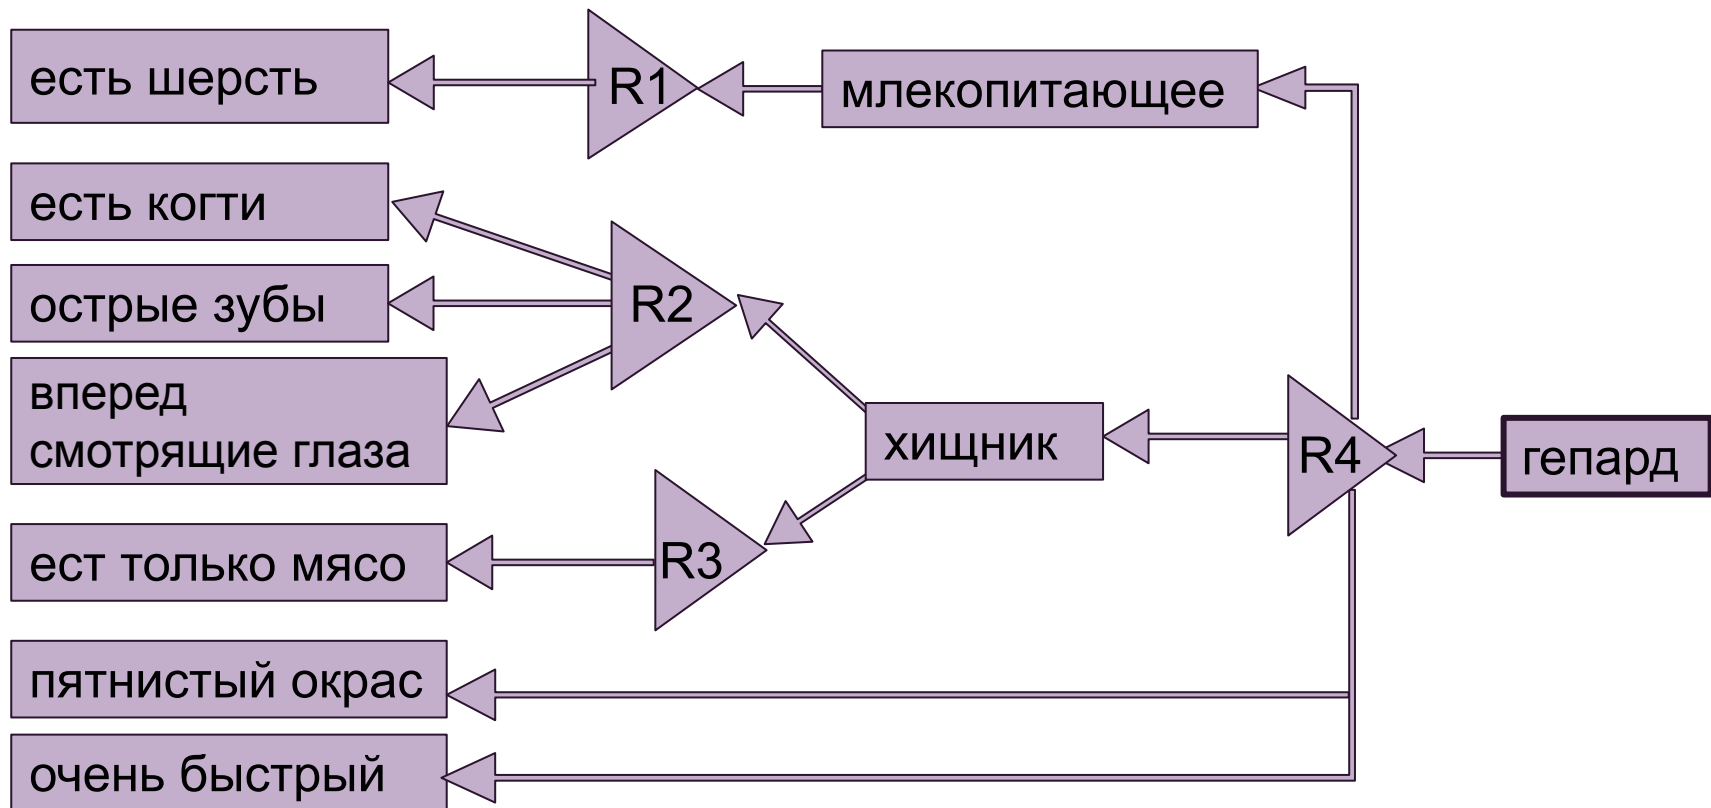 есть шерсть
R1
млекопитающее
есть когти
острые зубы
R2
вперед
смотрящие глаза
хищник
R4
гепард
ест только мясо
R3
пятнистый окрас
очень быстрый